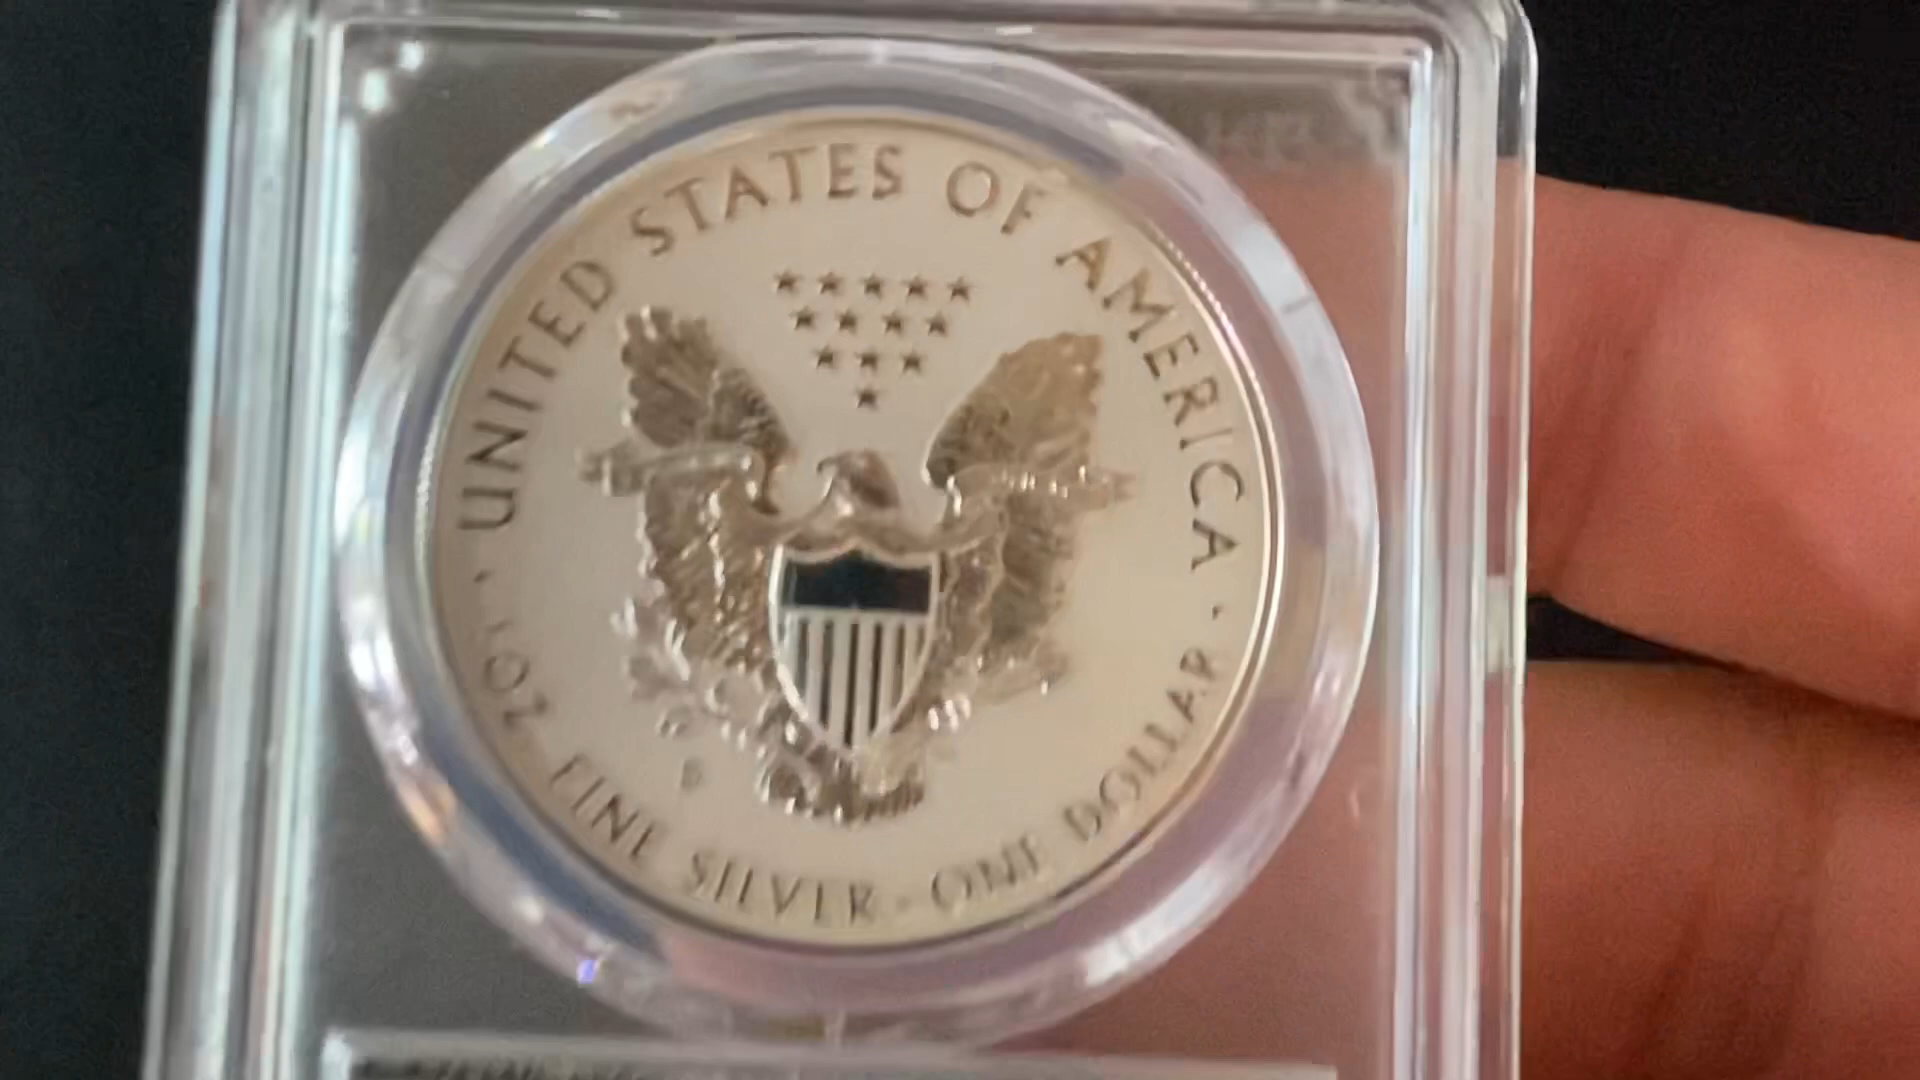 UNITED STATES OF AMERICA
1 OZ. FINE SILVER - ONE DOLLAR